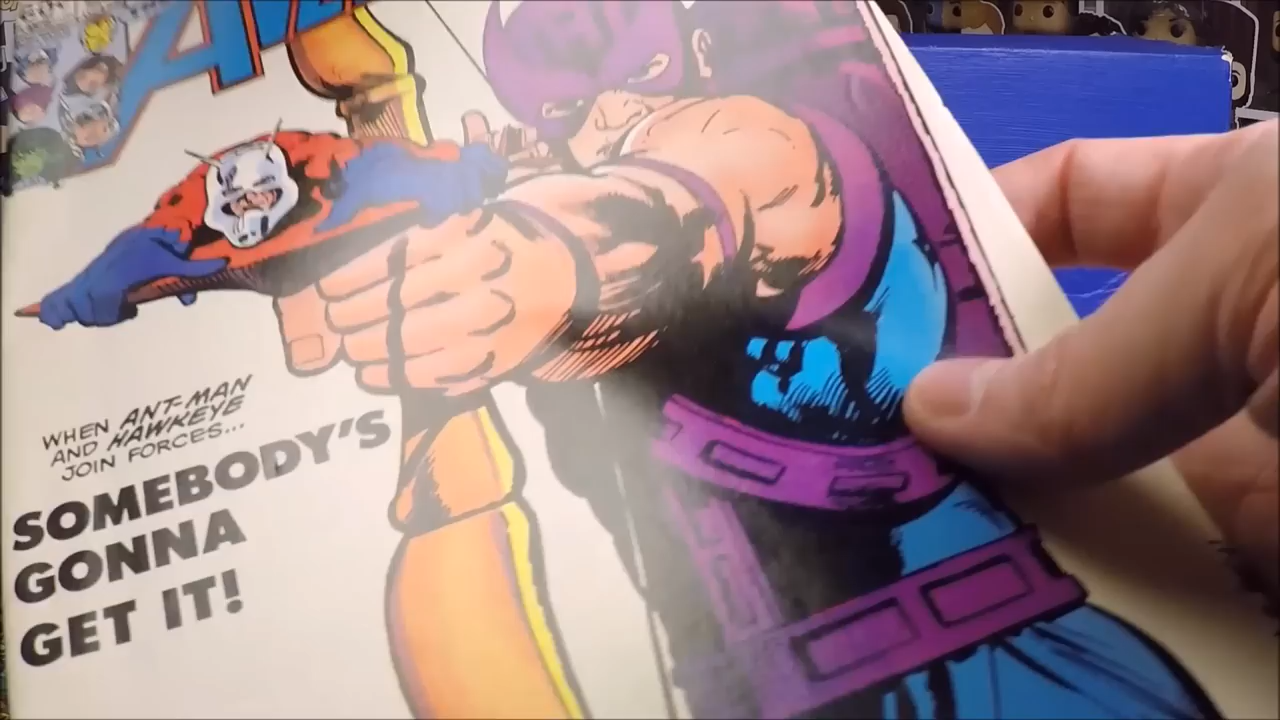 WHEN ANT-MAN
AND HAWKEYE
JOIN FORCES...
SOMEBODY'S
GONNA
GET IT!